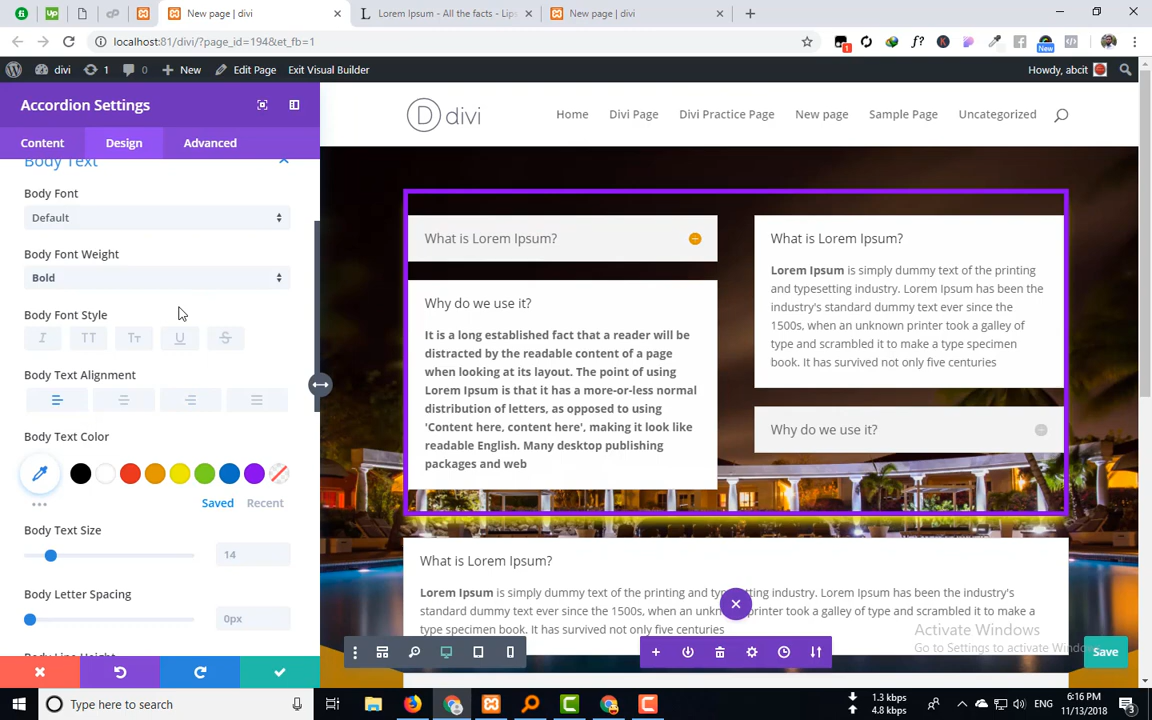 New page | divi
Lorem Ipsum - All the facts - Lips
New page | divi
localhost:81/divi/?page_id=194&et_fb=1
divi
1
0
New
Edit Page
Exit Visual Builder
Howdy, abcit
Accordion Settings
Content
Design
Advanced
Body Text
Body Font
Default
Body Font Weight
Bold
Body Font Style
Body Text Alignment
Body Text Color
Saved
Recent
Body Text Size
14
Body Letter Spacing
0px
divi
Home
Divi Page
Divi Practice Page
New page
Sample Page
Uncategorized
What is Lorem Ipsum?
Why do we use it?
It is a long established fact that a reader will be
distracted by the readable content of a page
when looking at its layout. The point of using
Lorem Ipsum is that it has a more-or-less normal
distribution of letters, as opposed to using
'Content here, content here', making it look like
readable English. Many desktop publishing
packages and web
What is Lorem Ipsum?
Lorem Ipsum is simply dummy text of the printing
and typesetting industry. Lorem Ipsum has been the
industry's standard dummy text ever since the
1500s, when an unknown printer took a galley of
type and scrambled it to make a type specimen
book. It has survived not only five centuries
Why do we use it?
What is Lorem Ipsum?
Lorem Ipsum is simply dummy text of the printing and typesetting industry. Lorem Ipsum has been the industry's
standard dummy text ever since the 1500s, when an unknown printer took a galley of type and scrambled it to make a
type specimen book. It has survived not only five centuries
Activate Windows
Go to Settings to activate Windows
Save
Type here to search
1.3 kbps
4.8 kbps
ENG
6:16 PM
11/13/2018
3